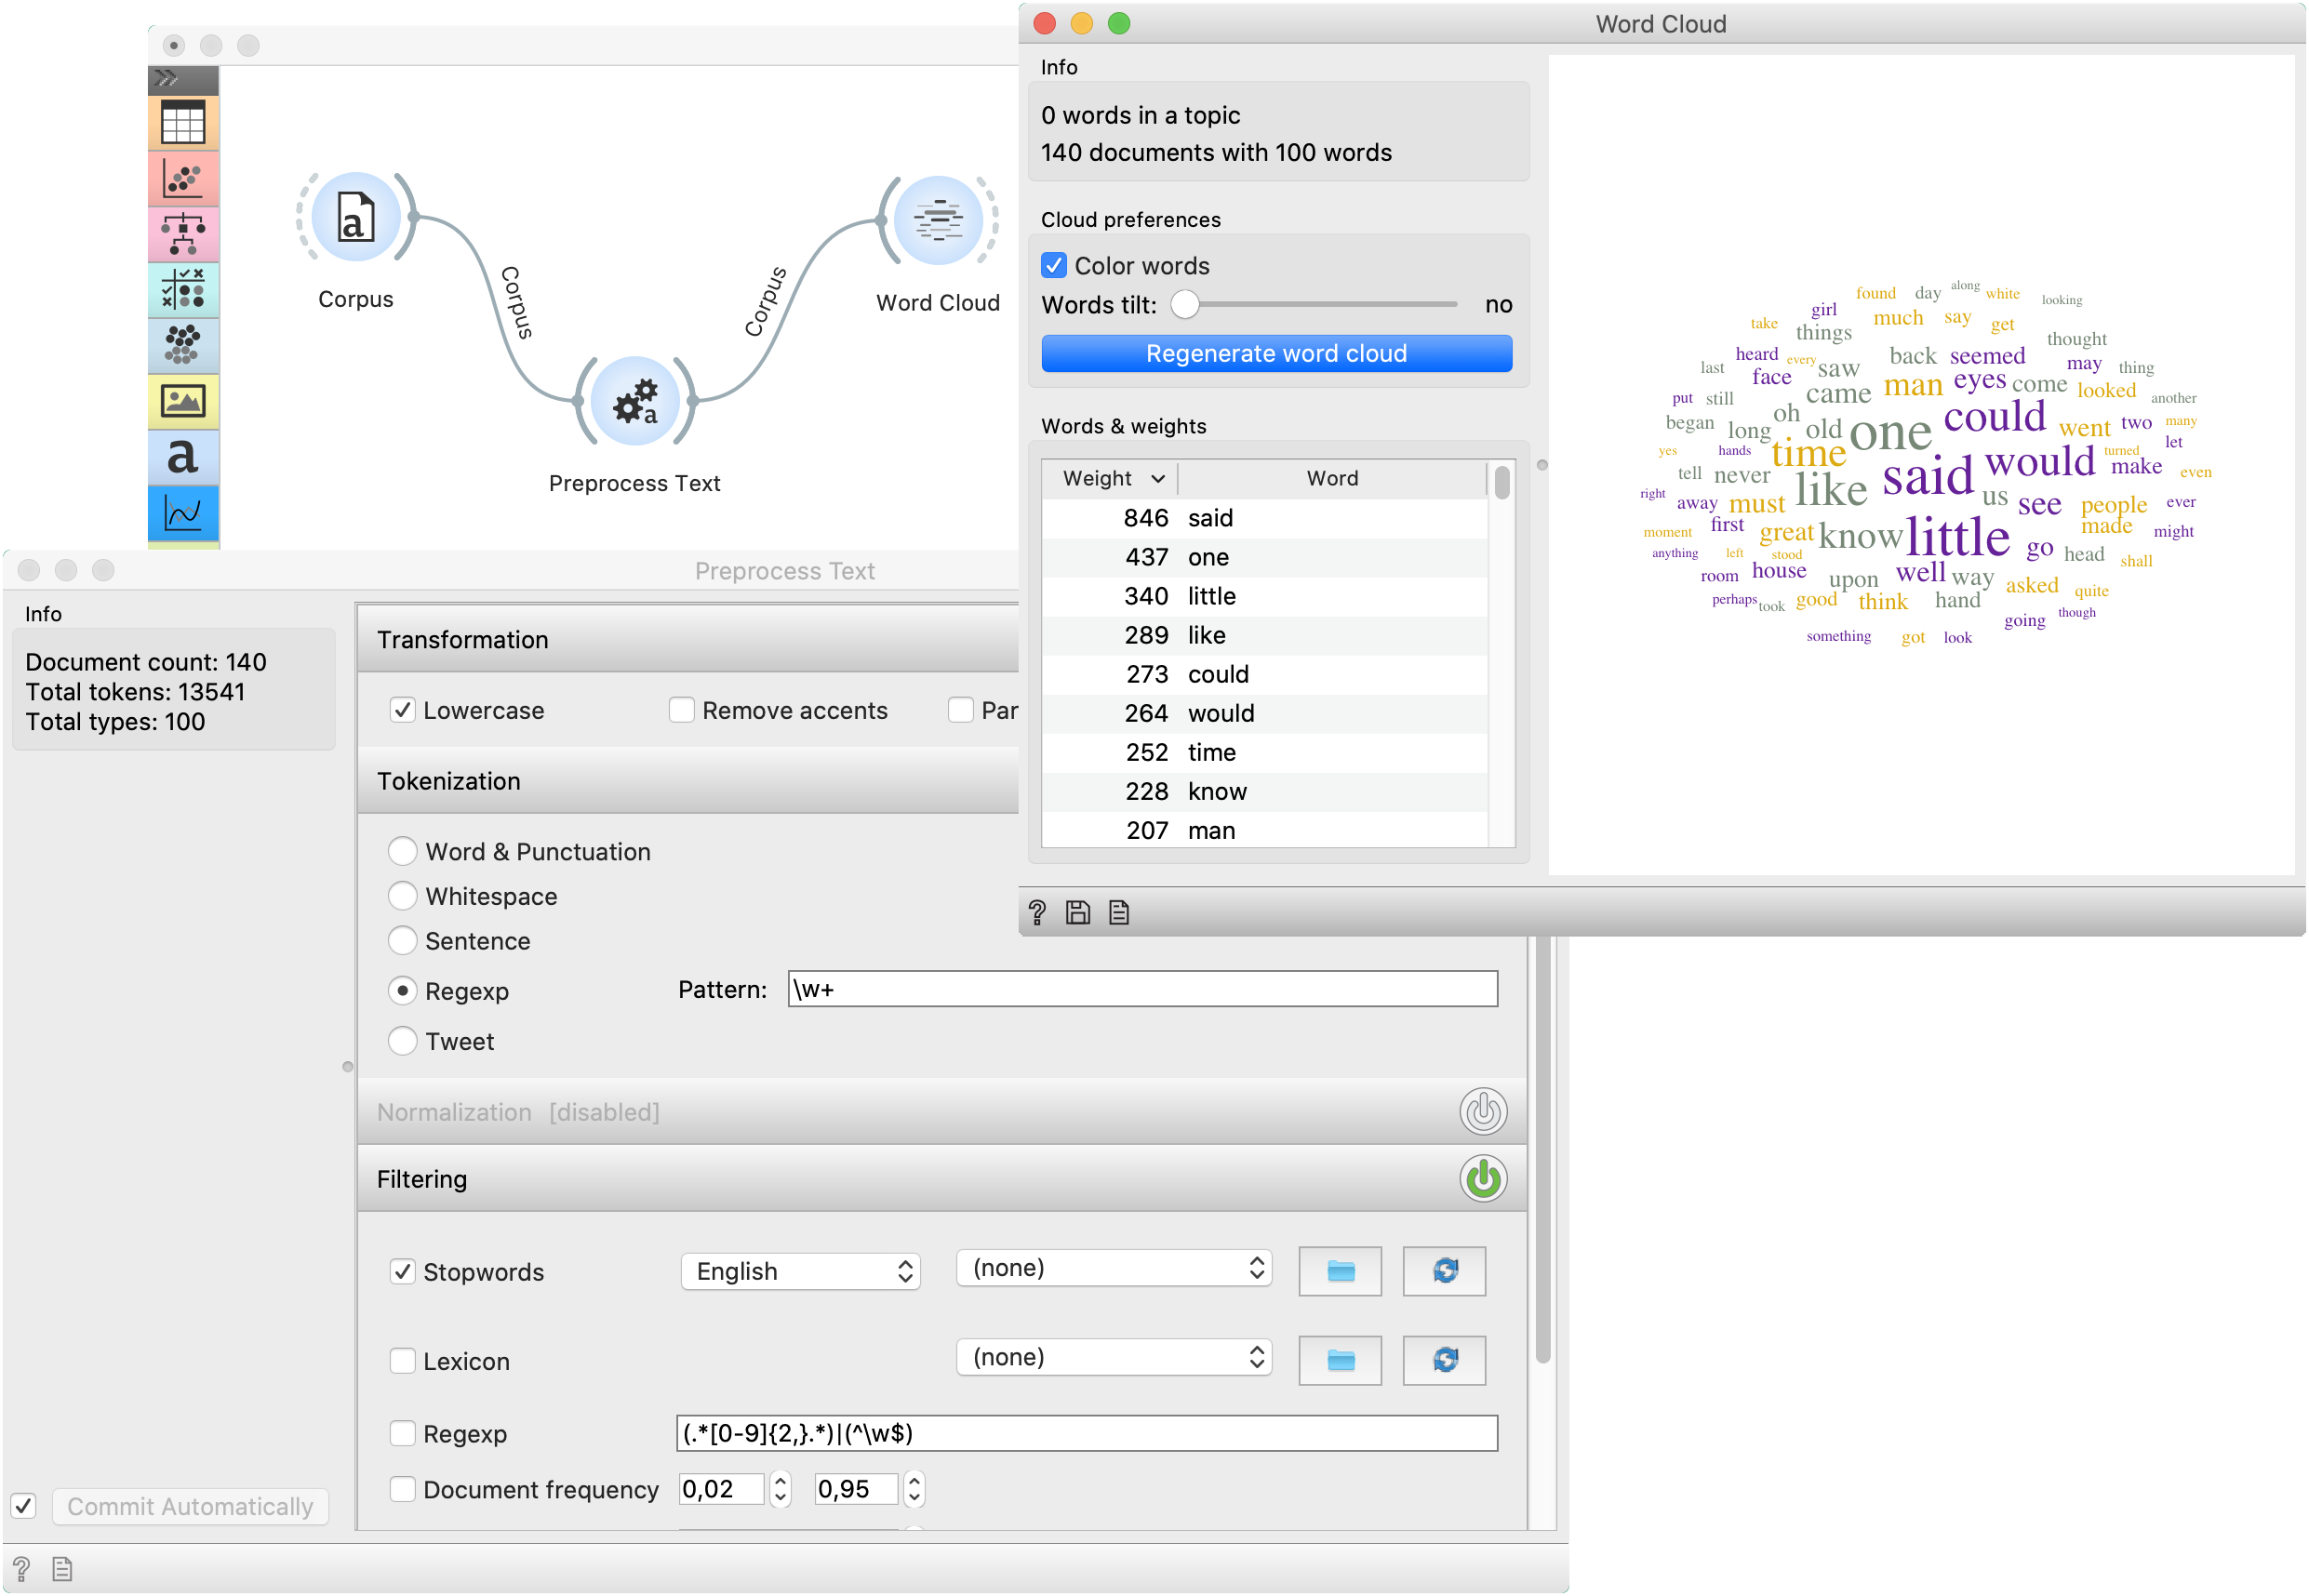 Corpus
Corpus
Preprocess Text
Corpus
Word Cloud
Preprocess Text
Info
Document count: 140
Total tokens: 13541
Total types: 100
Transformation
Lowercase
Remove accents
Par
Tokenization
Word & Punctuation
Whitespace
Sentence
Regexp
Pattern:
\w+
Tweet
Normalization [disabled]
Filtering
Stopwords
English
(none)
Lexicon
(none)
Regexp
(.*[0-9]{2,}.*)|(^\w$)
Document frequency
0,02
0,95
Commit Automatically
Word Cloud
Info
0 words in a topic
140 documents with 100 words
Cloud preferences
Color words
Words tilt:
no
Regenerate word cloud
Words & weights
Weight Word
846 said
437 one
340 little
289 like
273 could
264 would
252 time
228 know
207 man
found day along white looking
girl much say get
take things thought
heard every saw back seemed may thing
last face came man eyes come looked
put still another
began long oh old one could went two many
yes hands time said would turned let
tell never like us make even
right away must see people ever
moment first great know little go made might
anything left stood head shall
room house upon well way asked quite
perhaps took good think hand
going though
something got look